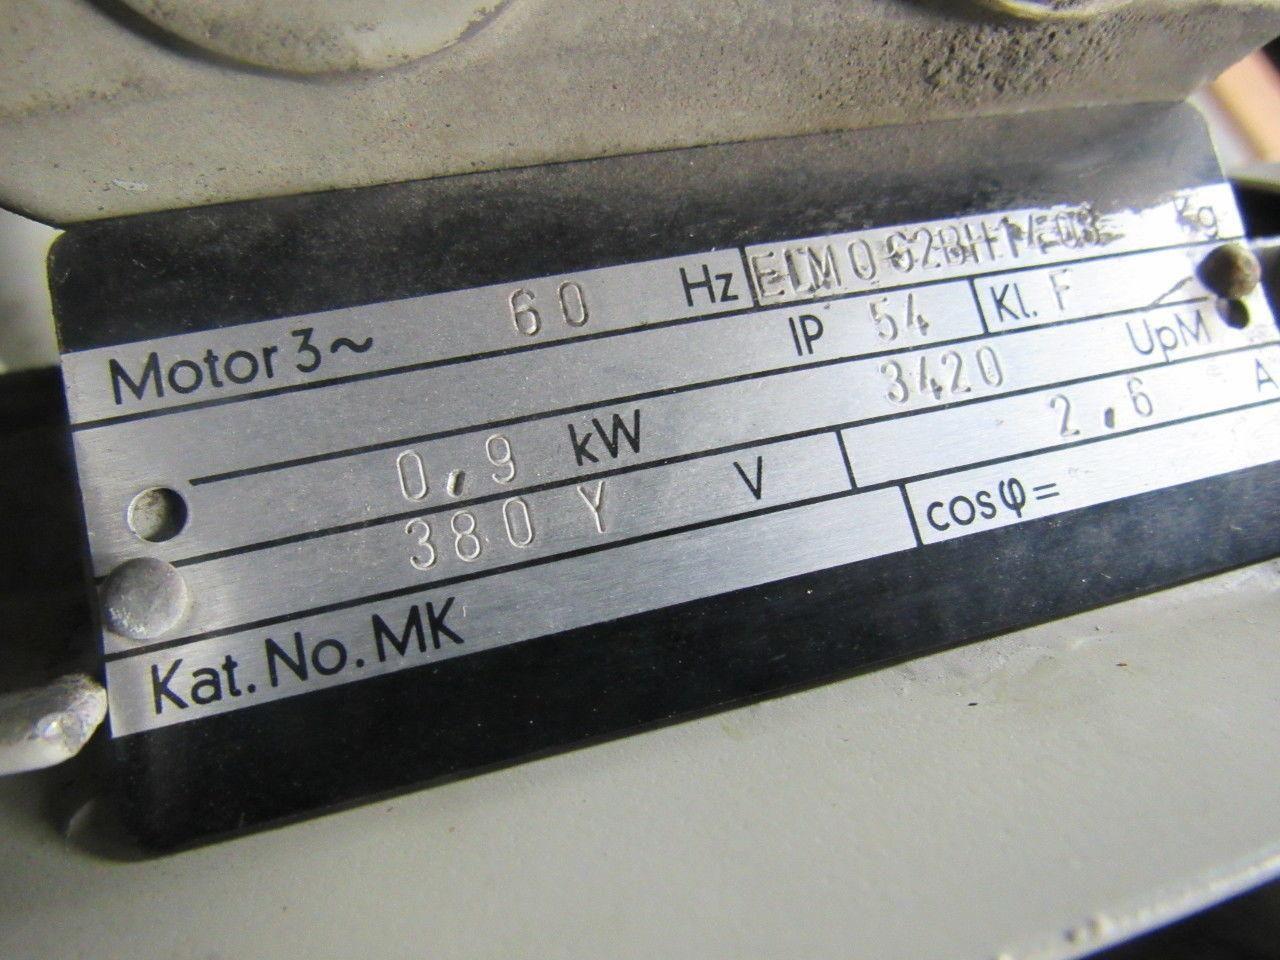 Motor 3~ 60 Hz Kg
IP 54 Kl. F
0,9 kW 3420 UpM
380 Y V 2,6 A
Kat. No. MK cosφ=